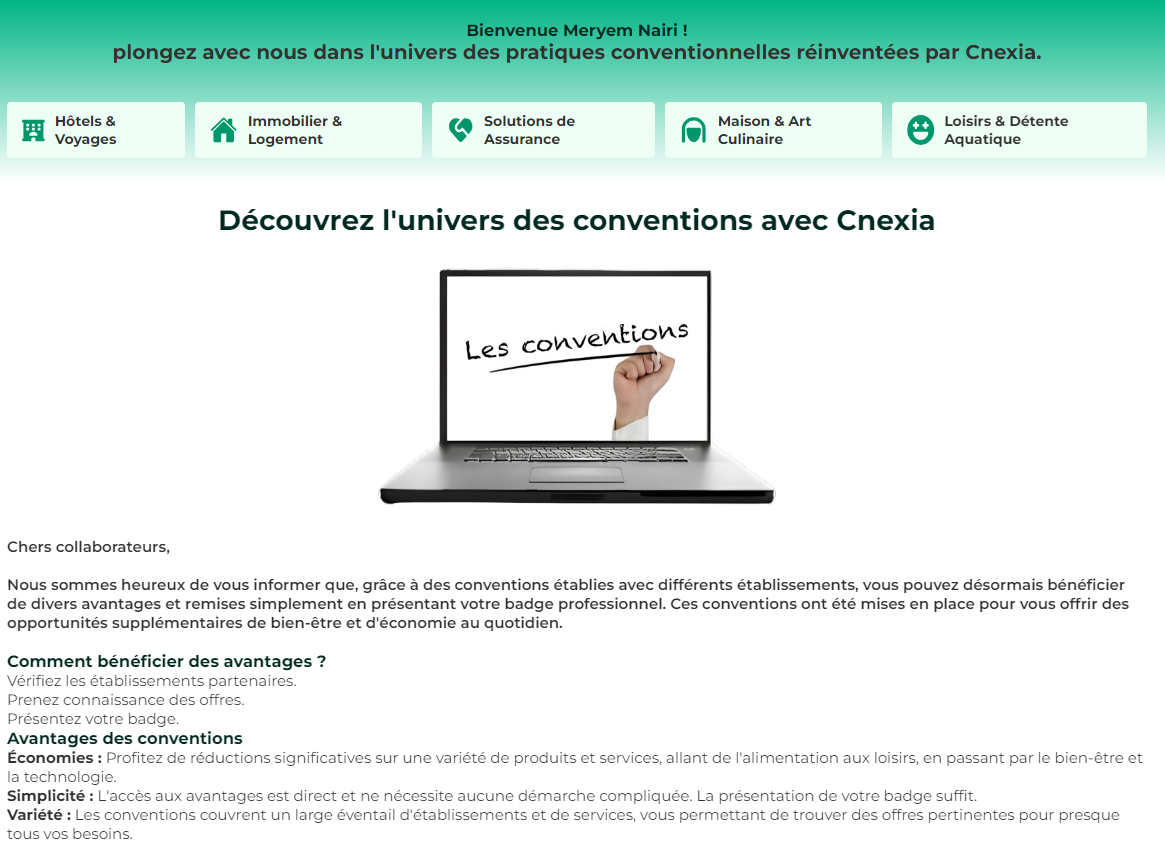 Bienvenue Meryem Nairi !
plongez avec nous dans l'univers des pratiques conventionnelles réinventées par Cnexia.
Hôtels &
Voyages
Immobilier &
Logement
Solutions de
Assurance
Maison & Art
Culinaire
Loisirs & Détente
Aquatique
Découvrez l'univers des conventions avec Cnexia
Les conventions
Chers collaborateurs,
Nous sommes heureux de vous informer que, grâce à des conventions établies avec différents établissements, vous pouvez désormais bénéficier
de divers avantages et remises simplement en présentant votre badge professionnel. Ces conventions ont été mises en place pour vous offrir des
opportunités supplémentaires de bien-être et d'économie au quotidien.
Comment bénéficier des avantages ?
Vérifiez les établissements partenaires.
Prenez connaissance des offres.
Présentez votre badge.
Avantages des conventions
Économies : Profitez de réductions significatives sur une variété de produits et services, allant de l'alimentation aux loisirs, en passant par le bien-être et
la technologie.
Simplicité : L'accès aux avantages est direct et ne nécessite aucune démarche compliquée. La présentation de votre badge suffit.
Variété : Les conventions couvrent un large éventail d'établissements et de services, vous permettant de trouver des offres pertinentes pour presque
tous vos besoins.